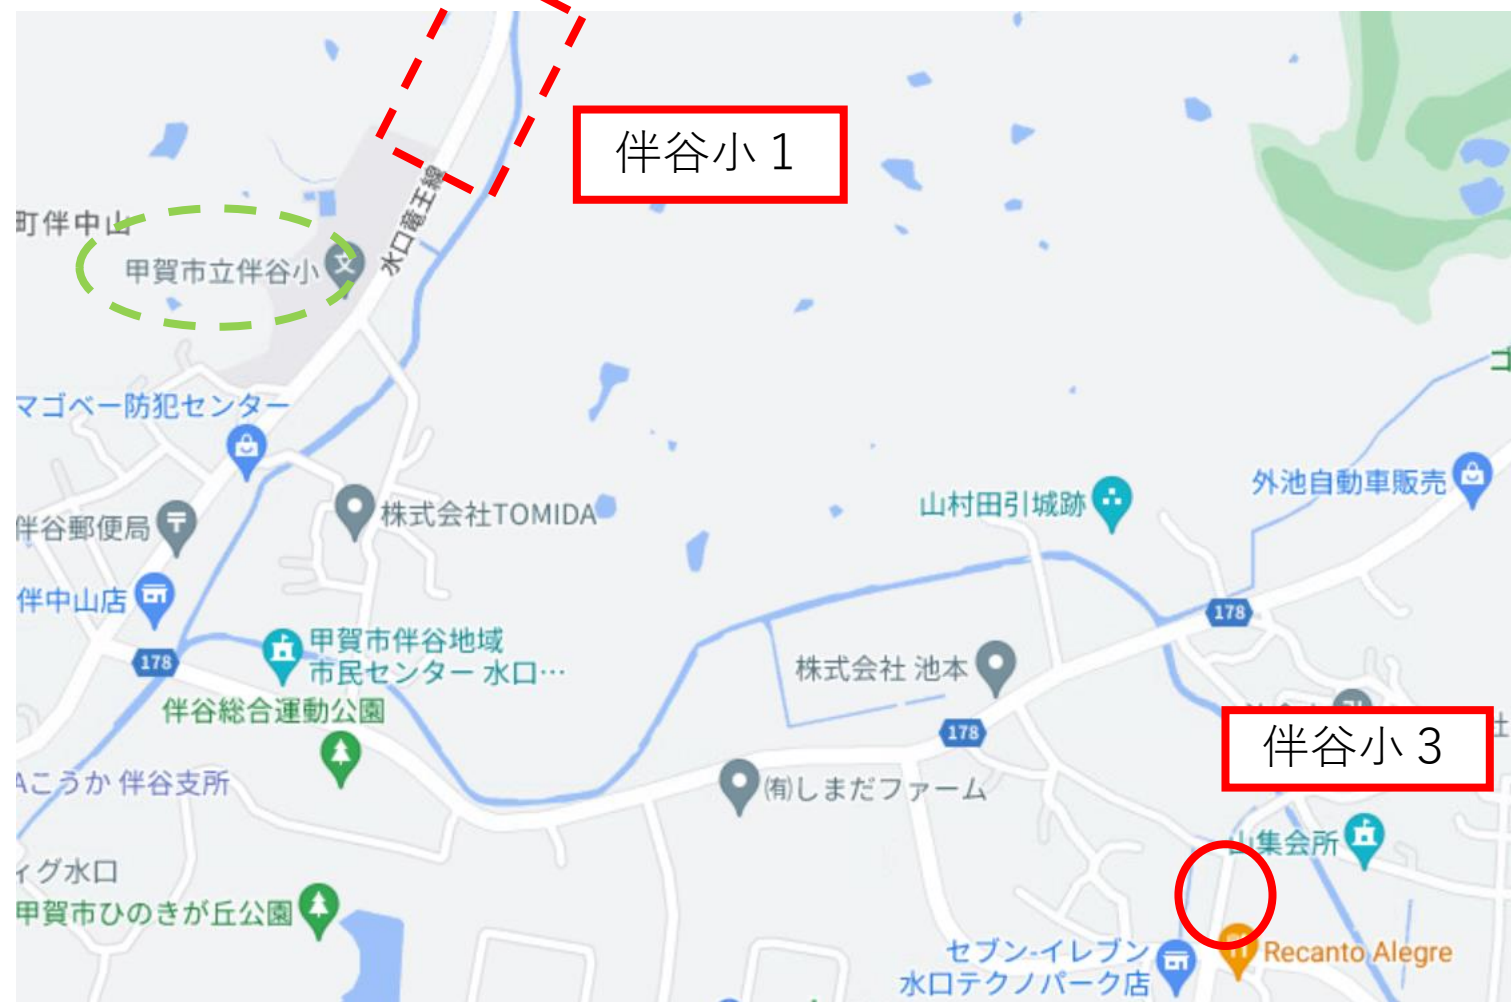 伴谷小１
水口竜王線
町伴中山
甲賀市立伴谷小
マゴベー防犯センター
外池自動車販売
山村田引城跡
株式会社TOMIDA
伴谷郵便局
伴中山店
178
甲賀市伴谷地域
市民センター 水口…
178
株式会社 池本
伴谷総合運動公園
178
伴谷小３
Aこうか 伴谷支所
㈲しまだファーム
山集会所
ィグ水口
甲賀市ひのきが丘公園
セブン-イレブン
水口テクノパーク店
Recanto Alegre